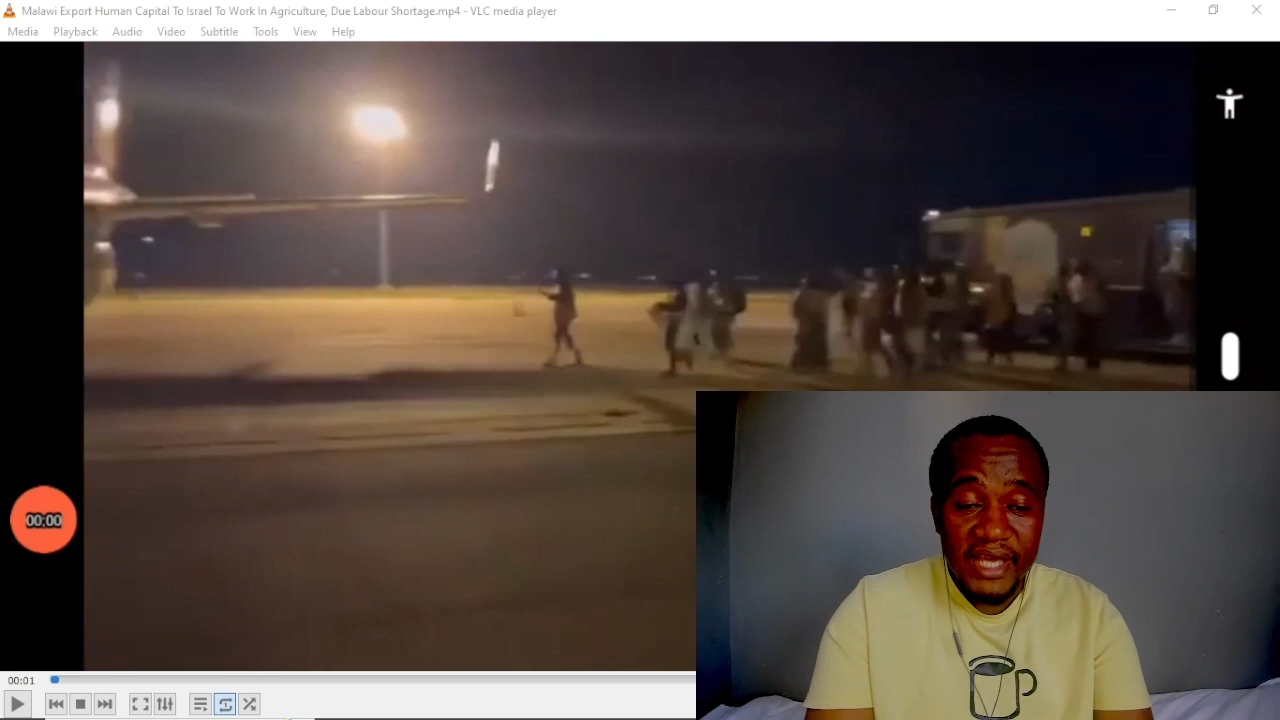 Malawi Export Human Capital To Israel To Work In Agriculture, Due Labour Shortage.mp4 - VLC media player
Media Playback Audio Video Subtitle Tools View Help
00:00
00:01